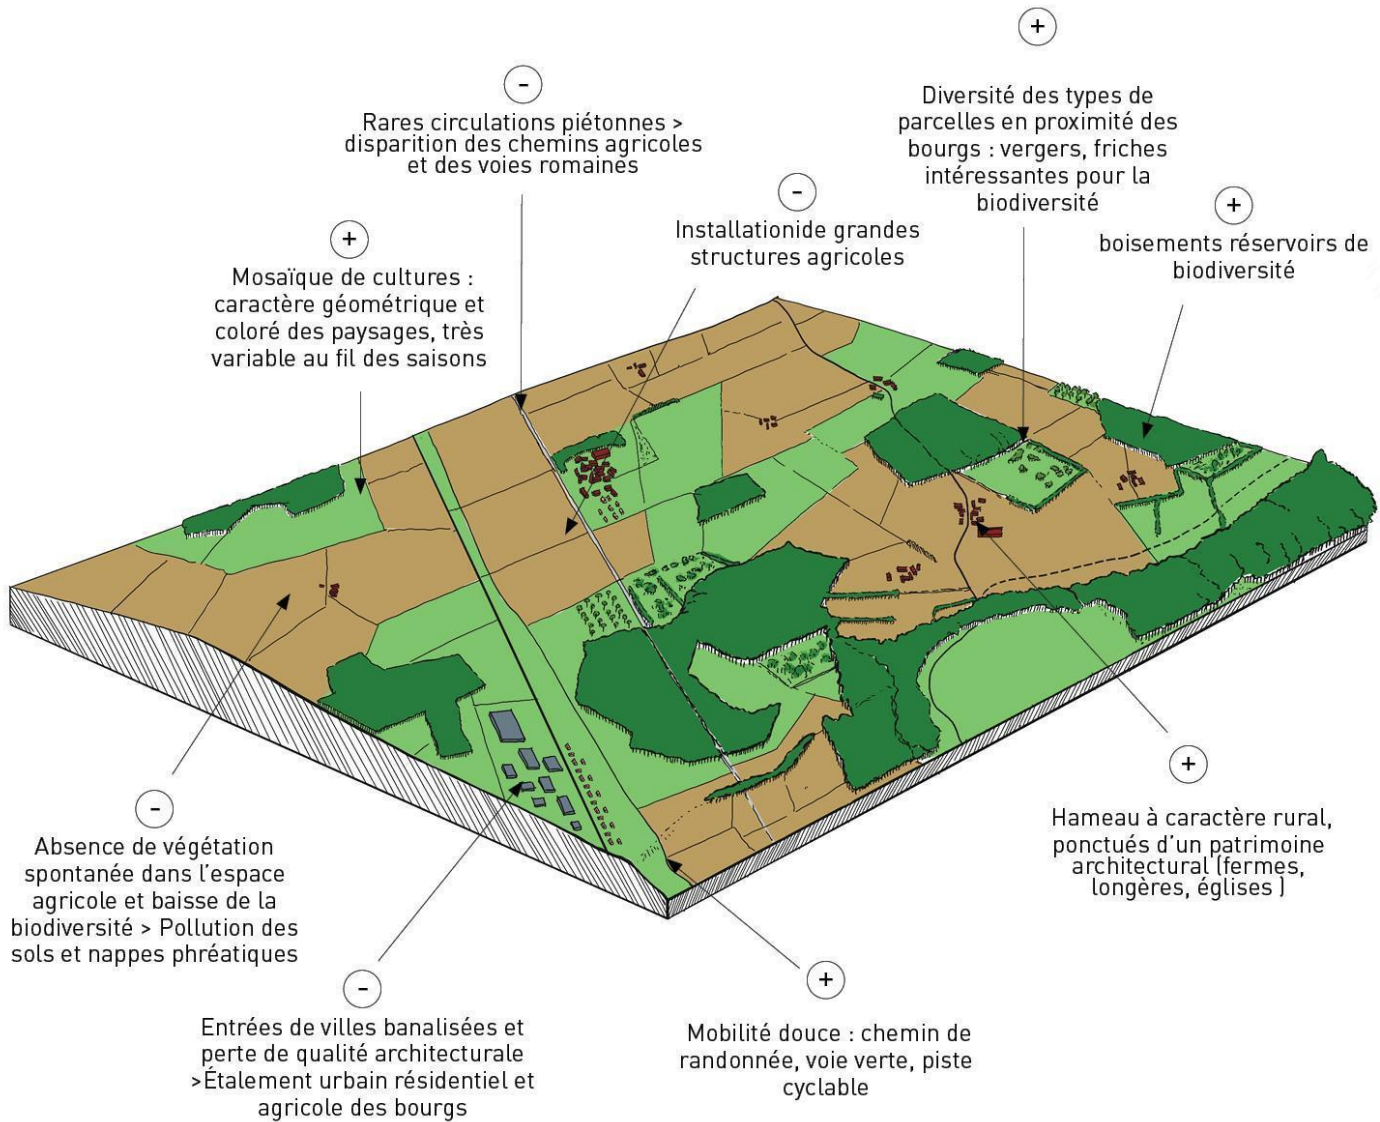 +
Diversité des types de
parcelles en proximité des
bourgs : vergers, friches
intéressantes pour la
biodiversité
-
Rares circulations piétonnes >
disparition des chemins agricoles
et des voies romaines
-
Installationide grandes
structures agricoles
+
boisements réservoirs de
biodiversité
+
Mosaïque de cultures :
caractère géométrique et
coloré des paysages, très
variable au fil des saisons
-
Absence de végétation
spontanée dans l'espace
agricole et baisse de la
biodiversité > Pollution des
sols et nappes phréatiques
-
Entrées de villes banalisées et
perte de qualité architecturale
>Étalement urbain résidentiel et
agricole des bourgs
+
Mobilité douce : chemin de
randonnée, voie verte, piste
cyclable
+
Hameau à caractère rural,
ponctués d'un patrimoine
architectural (fermes,
longères, églises )